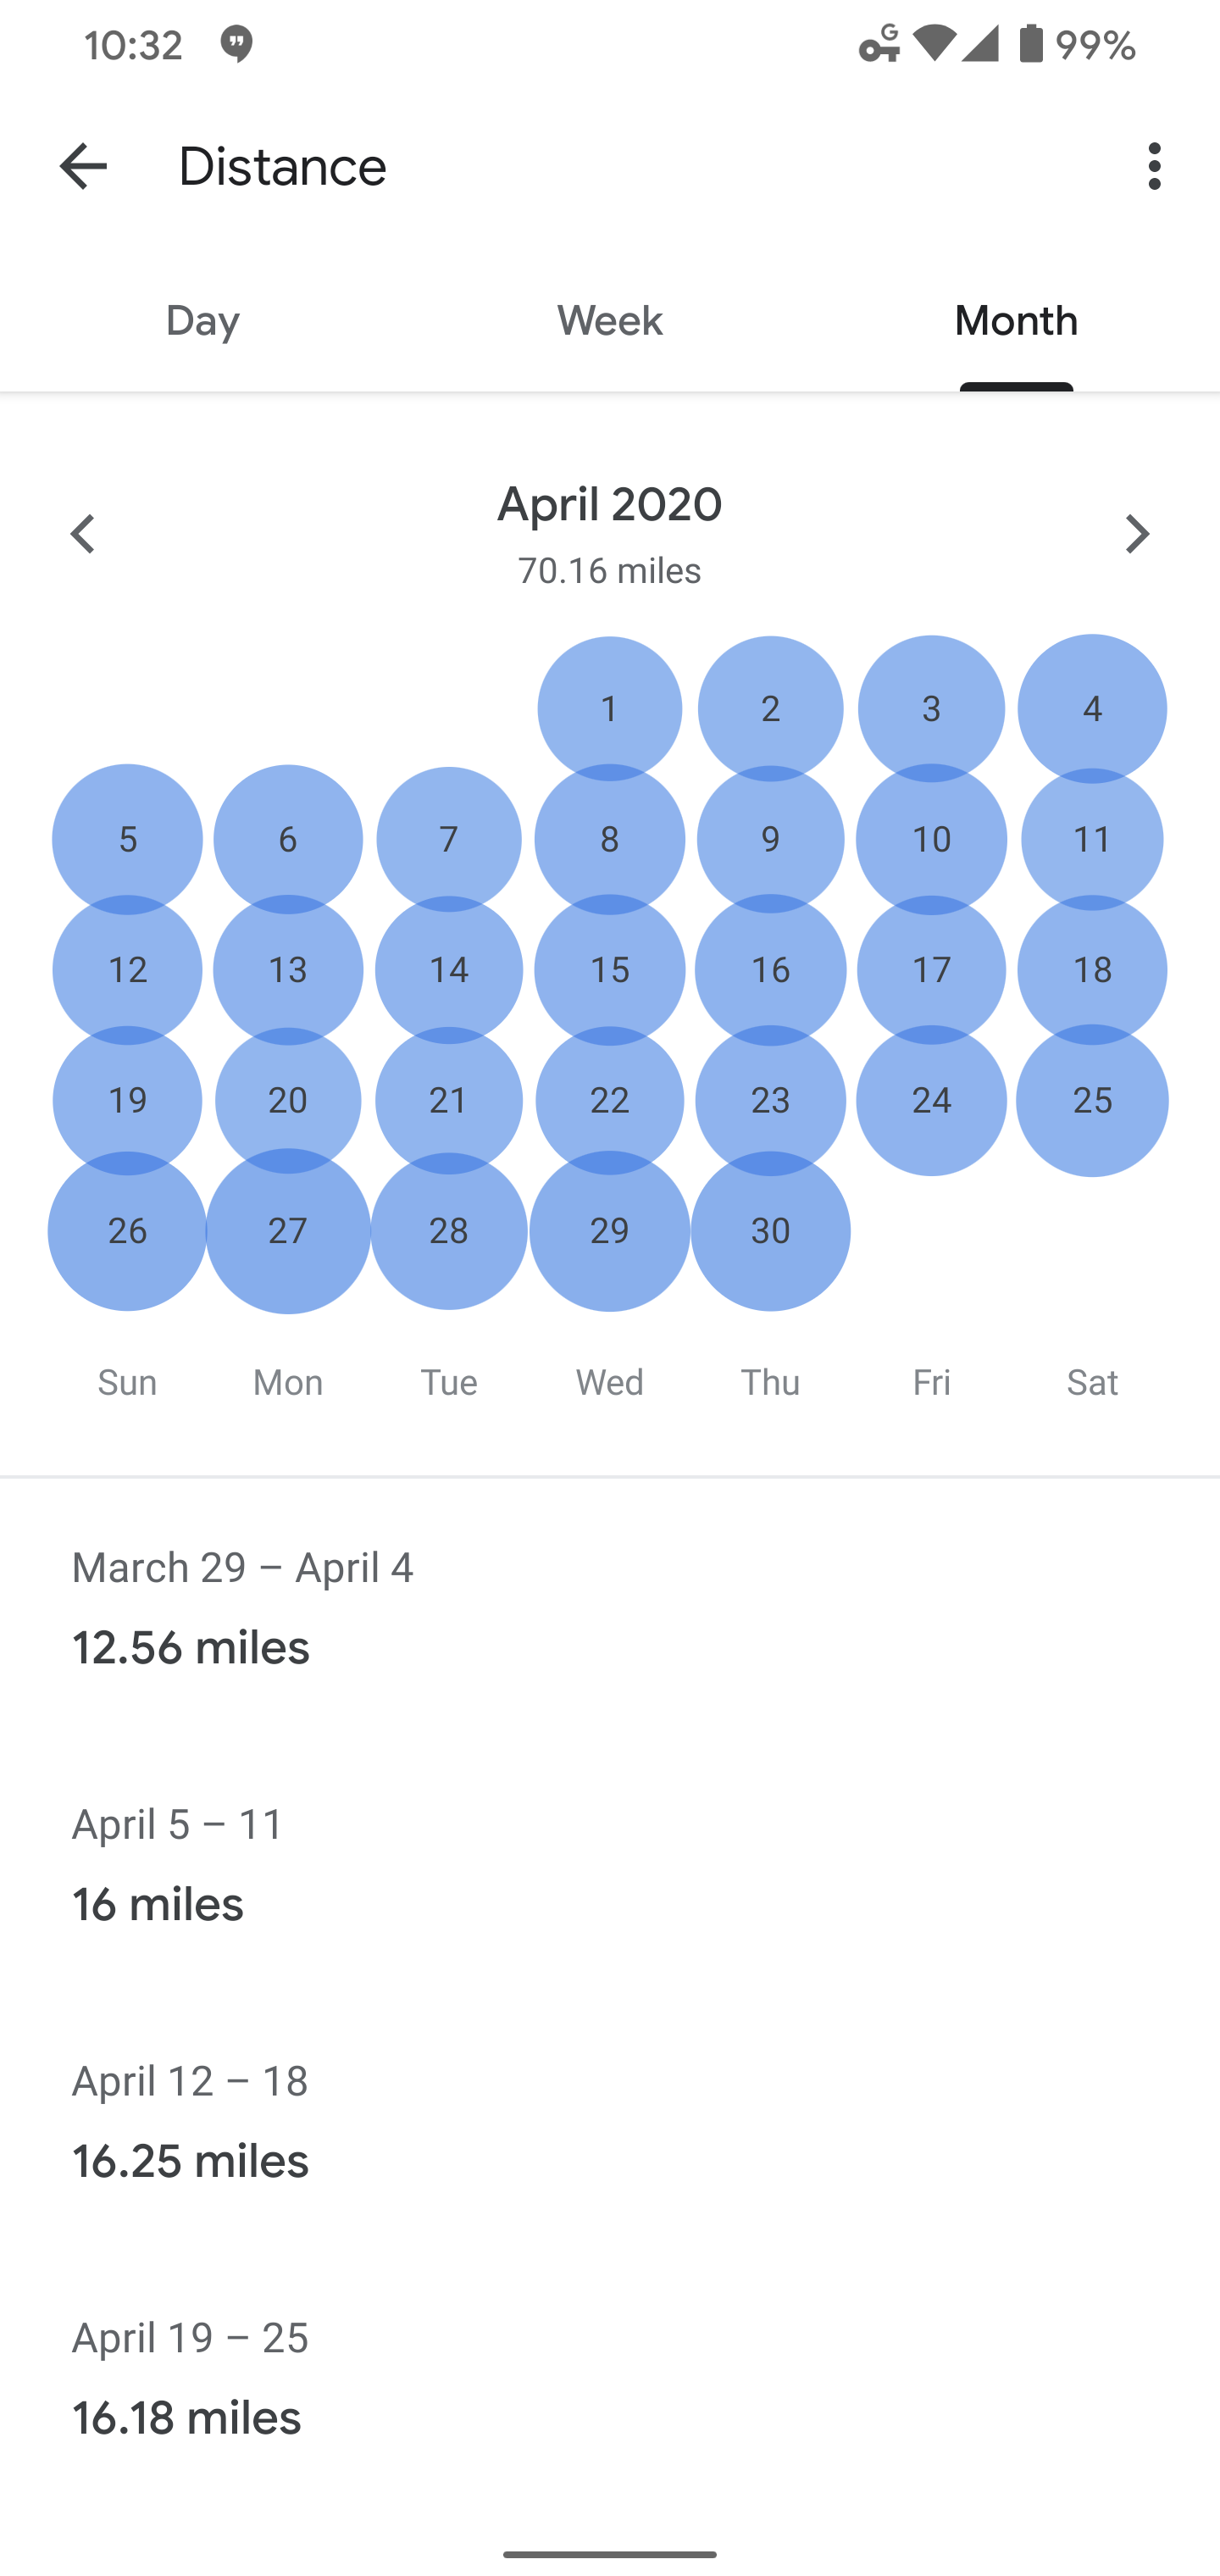 10:32 99%
Distance
Day Week Month
April 2020
70.16 miles
1 2 3 4
5 6 7 8 9 10 11
12 13 14 15 16 17 18
19 20 21 22 23 24 25
26 27 28 29 30
Sun Mon Tue Wed Thu Fri Sat
March 29 – April 4
12.56 miles
April 5 – 11
16 miles
April 12 – 18
16.25 miles
April 19 – 25
16.18 miles